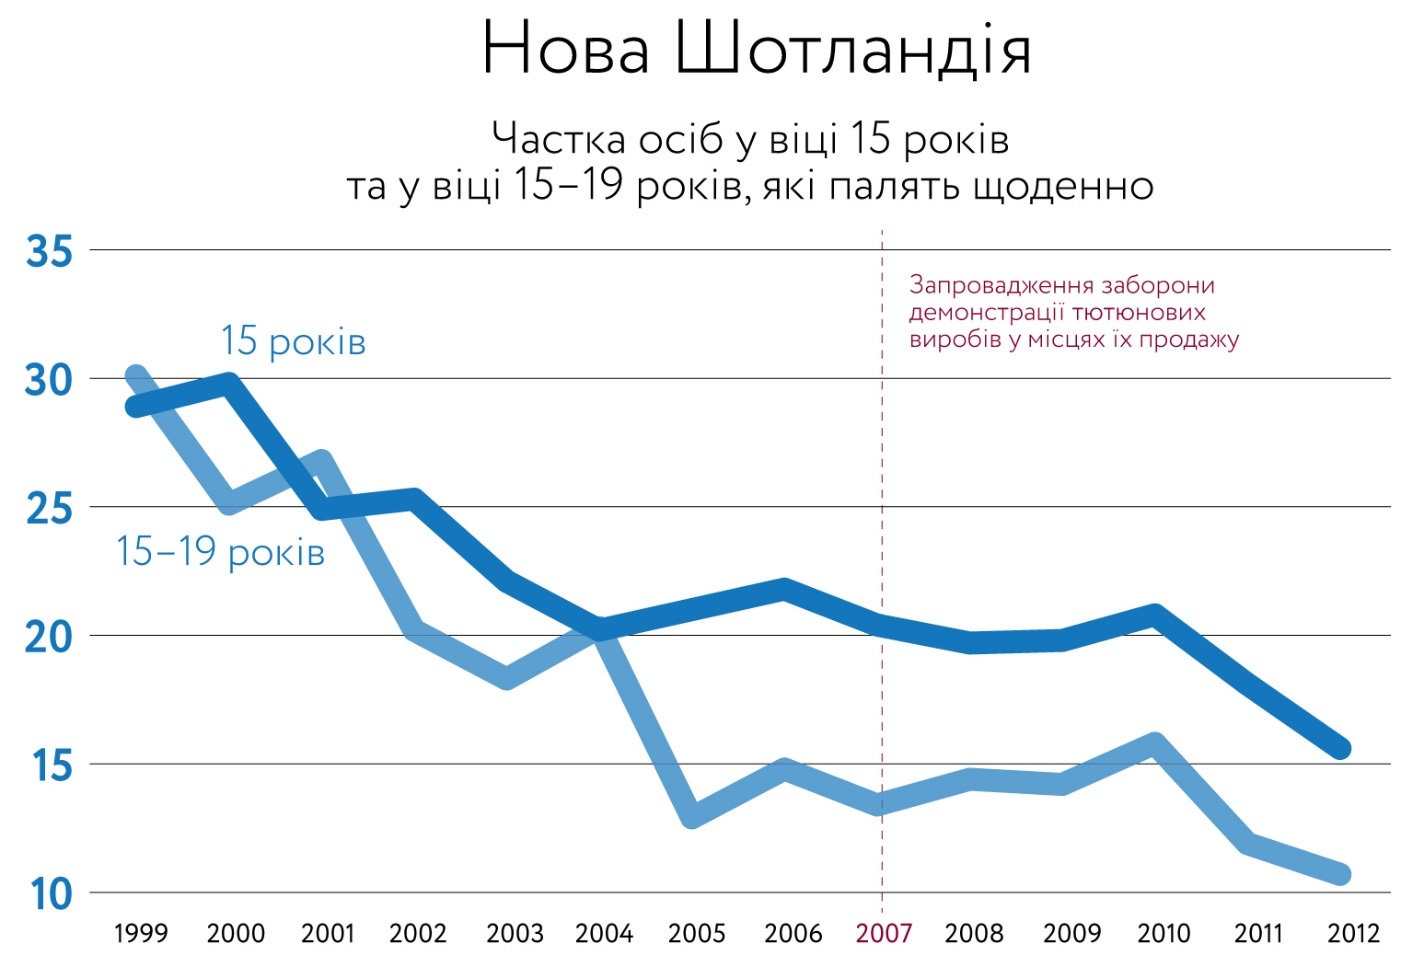 Нова Шотландія
Частка осіб у віці 15 років
та у віці 15–19 років, які палять щоденно
35
Запровадження заборони
демонстрації тютюнових
виробів у місцях їх продажу
15 років
30
25
15–19 років
20
15
10
1999 2000 2001 2002 2003 2004 2005 2006 2007 2008 2009 2010 2011 2012